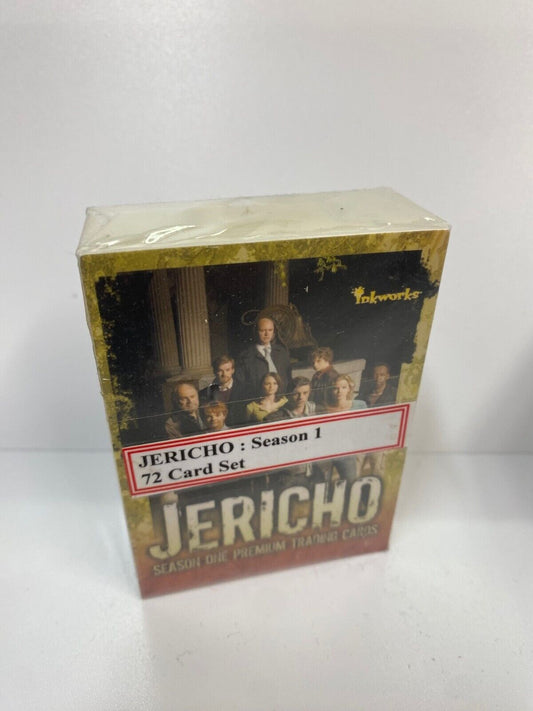 Inkworks
JERICHO : Season 1
72 Card Set
JERICHO
SEASON ONE PREMIUM TRADING CARDS